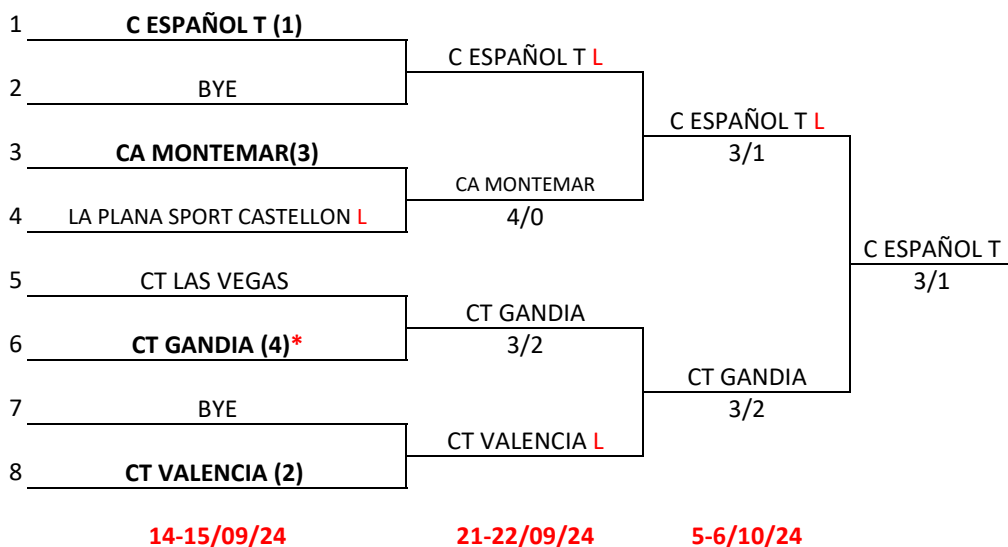 1 C ESPAÑOL T (1)
C ESPAÑOL T L
2 BYE
C ESPAÑOL T L
3/1
3 CA MONTEMAR(3)
CA MONTEMAR
4/0
4 LA PLANA SPORT CASTELLON L
C ESPAÑOL T
3/1
5 CT LAS VEGAS
CT GANDIA
3/2
6 CT GANDIA (4)*
CT GANDIA
3/2
7 BYE
CT VALENCIA L
8 CT VALENCIA (2)
14-15/09/24 21-22/09/24 5-6/10/24